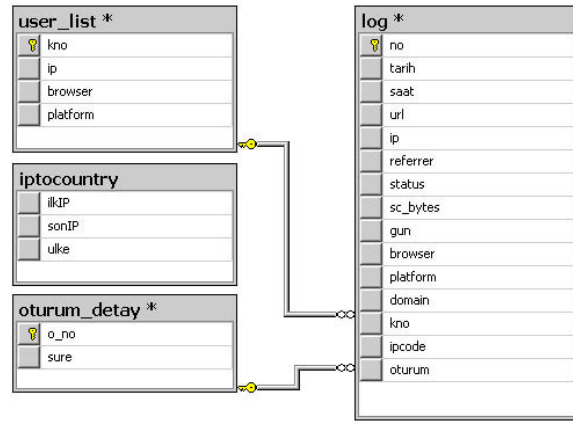 user_list *
kno
ip
browser
platform
iptocountry
ilkIP
sonIP
ulke
oturum_detay *
o_no
sure
log *
no
tarih
saat
url
ip
referrer
status
sc_bytes
gun
browser
platform
domain
kno
ipcode
oturum